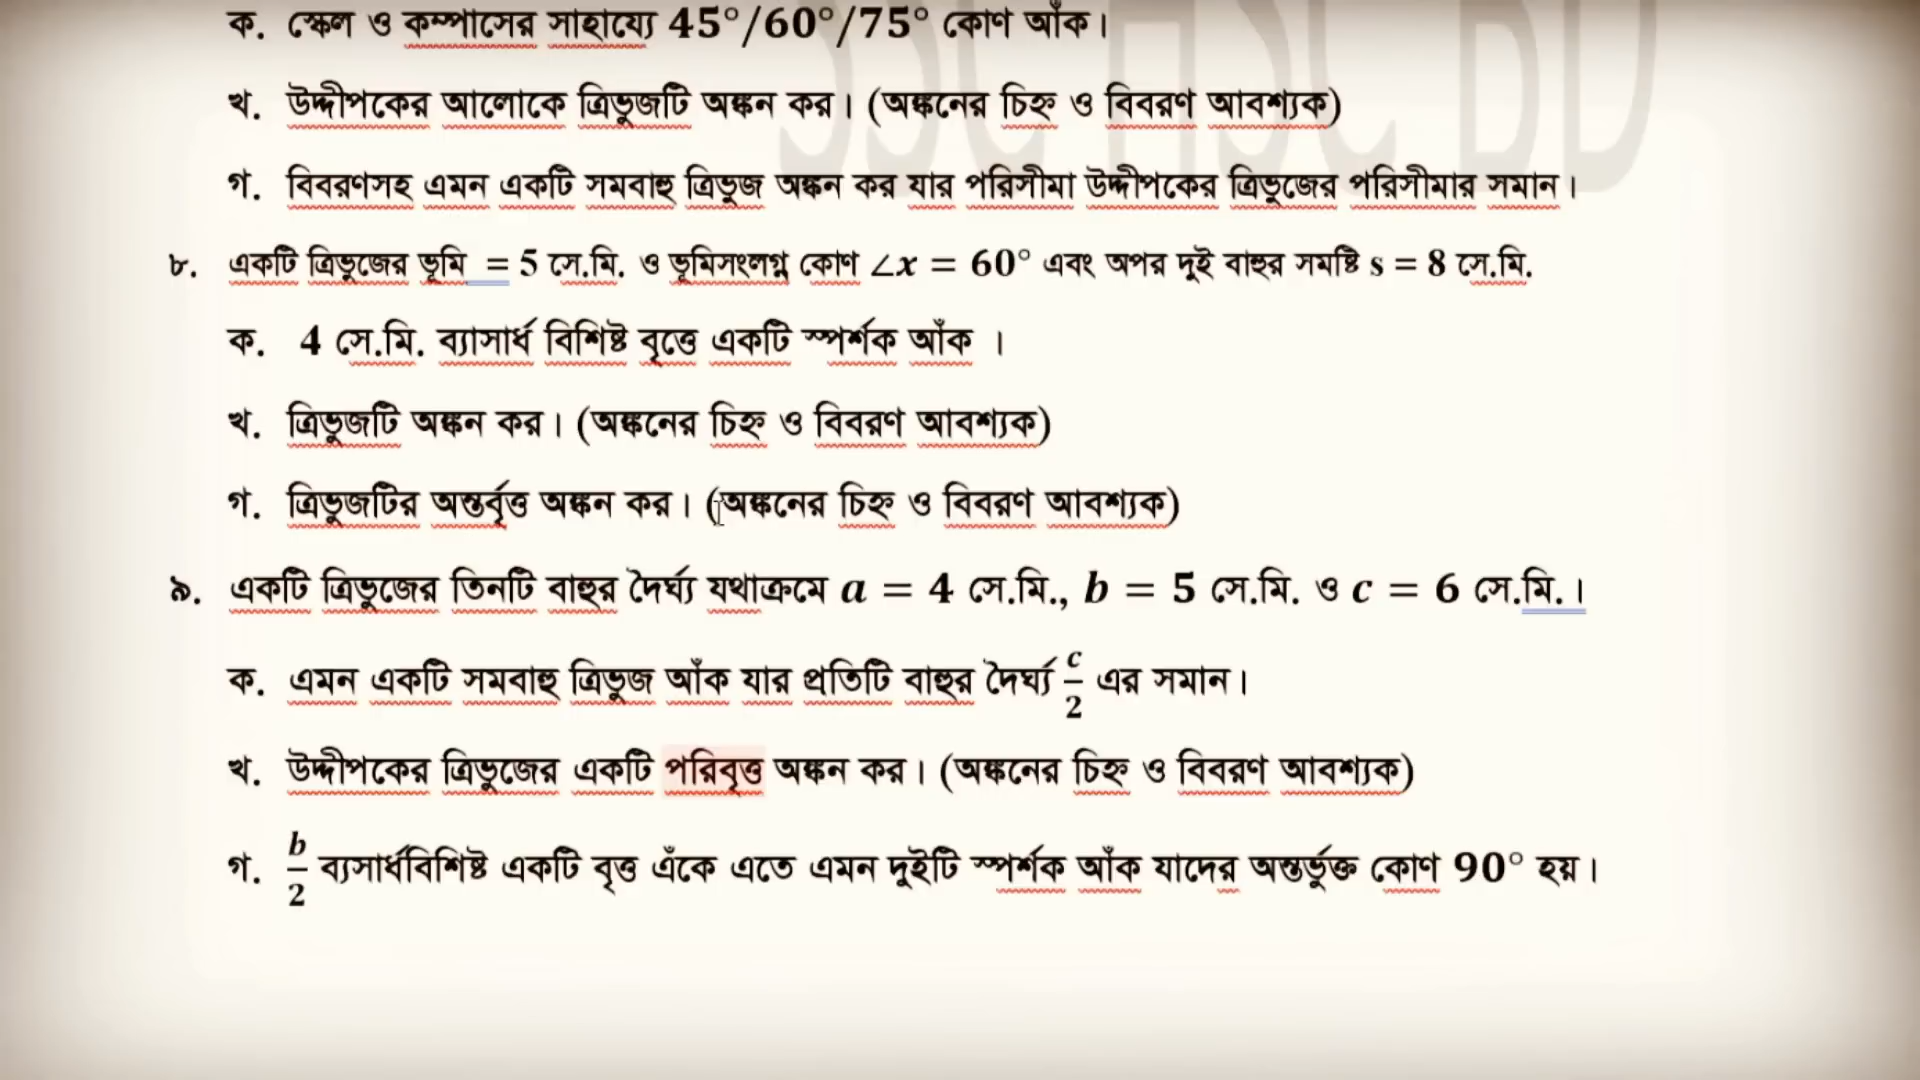 SSC HSC BD
ক. স্কেল ও কম্পাসের সাহায্যে 45°/60°/75° কোণ আঁক।
খ. উদ্দীপকের আলোকে ত্রিভুজটি অঙ্কন কর। (অঙ্কনের চিহ্ন ও বিবরণ আবশ্যক)
গ. বিবরণসহ এমন একটি সমবাহু ত্রিভুজ অঙ্কন কর যার পরিসীমা উদ্দীপকের ত্রিভুজের পরিসীমার সমান।
৮. একটি ত্রিভুজের ভূমি = 5 সে.মি. ও ভূমিসংলগ্ন কোণ ∠x = 60° এবং অপর দুই বাহুর সমষ্টি s = 8 সে.মি.
ক. 4 সে.মি. ব্যাসার্ধ বিশিষ্ট বৃত্তে একটি স্পর্শক আঁক ।
খ. ত্রিভুজটি অঙ্কন কর। (অঙ্কনের চিহ্ন ও বিবরণ আবশ্যক)
গ. ত্রিভুজটির অন্তর্বৃত্ত অঙ্কন কর। (অঙ্কনের চিহ্ন ও বিবরণ আবশ্যক)
৯. একটি ত্রিভুজের তিনটি বাহুর দৈর্ঘ্য যথাক্রমে a = 4 সে.মি., b = 5 সে.মি. ও c = 6 সে.মি.।
ক. এমন একটি সমবাহু ত্রিভুজ আঁক যার প্রতিটি বাহুর দৈর্ঘ্য c/2 এর সমান।
খ. উদ্দীপকের ত্রিভুজের একটি পরিবৃত্ত অঙ্কন কর। (অঙ্কনের চিহ্ন ও বিবরণ আবশ্যক)
গ. b/2 ব্যসার্ধবিশিষ্ট একটি বৃত্ত এঁকে এতে এমন দুইটি স্পর্শক আঁক যাদের অন্তর্ভুক্ত কোণ 90° হয়।